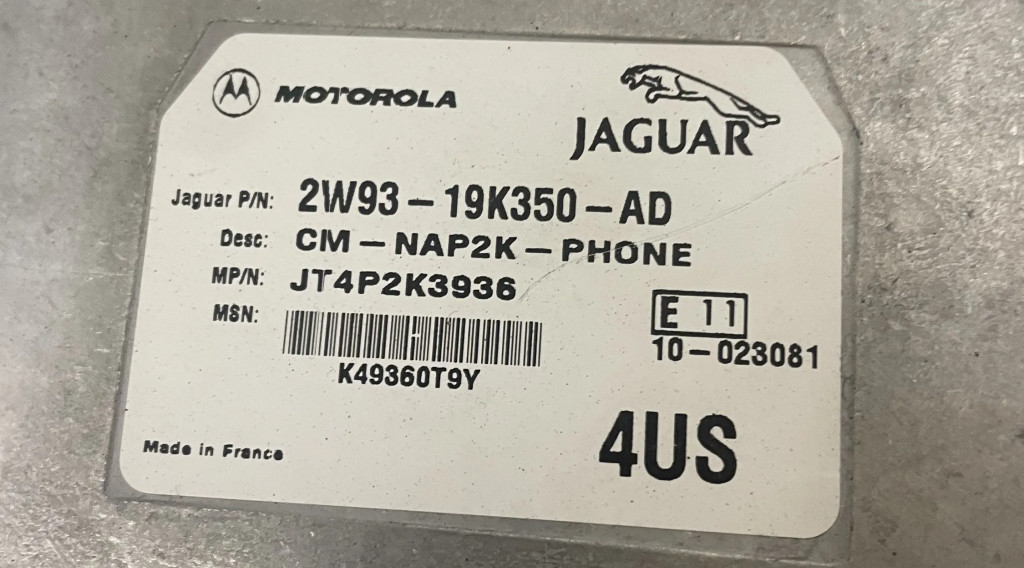 MOTOROLA
JAGUAR
Jaguar P/N: 2W93-19K350-AD
Desc: CM-NAP2K-PHONE
MP/N: JT4P2K3936
MSN:
K49360T9Y
E 11
10-023081
4US
Made in France